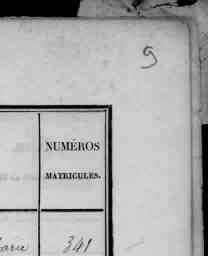 9
NUMÉROS
MATRICULES.
341